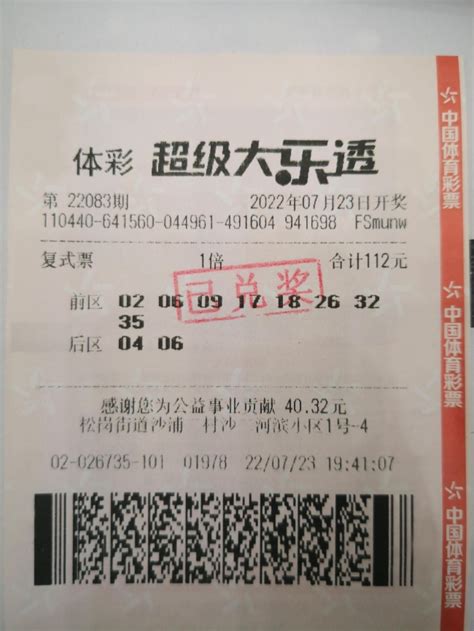 体彩 超级大乐透
第 22083期 2022年07月23日开奖
110440-641560-044961-491604 941698 FSmunw
复式票 1倍 合计112元
已兑奖
前区 02 06 09 17 18 26 32
35
后区 04 06
感谢您为公益事业贡献 40.32元
松岗街道沙浦二村沙二河滨小区1号-4
02-026735-101 01978 22/07/23 19:41:07
中国体育彩票
中国体育彩票
中国体育彩票